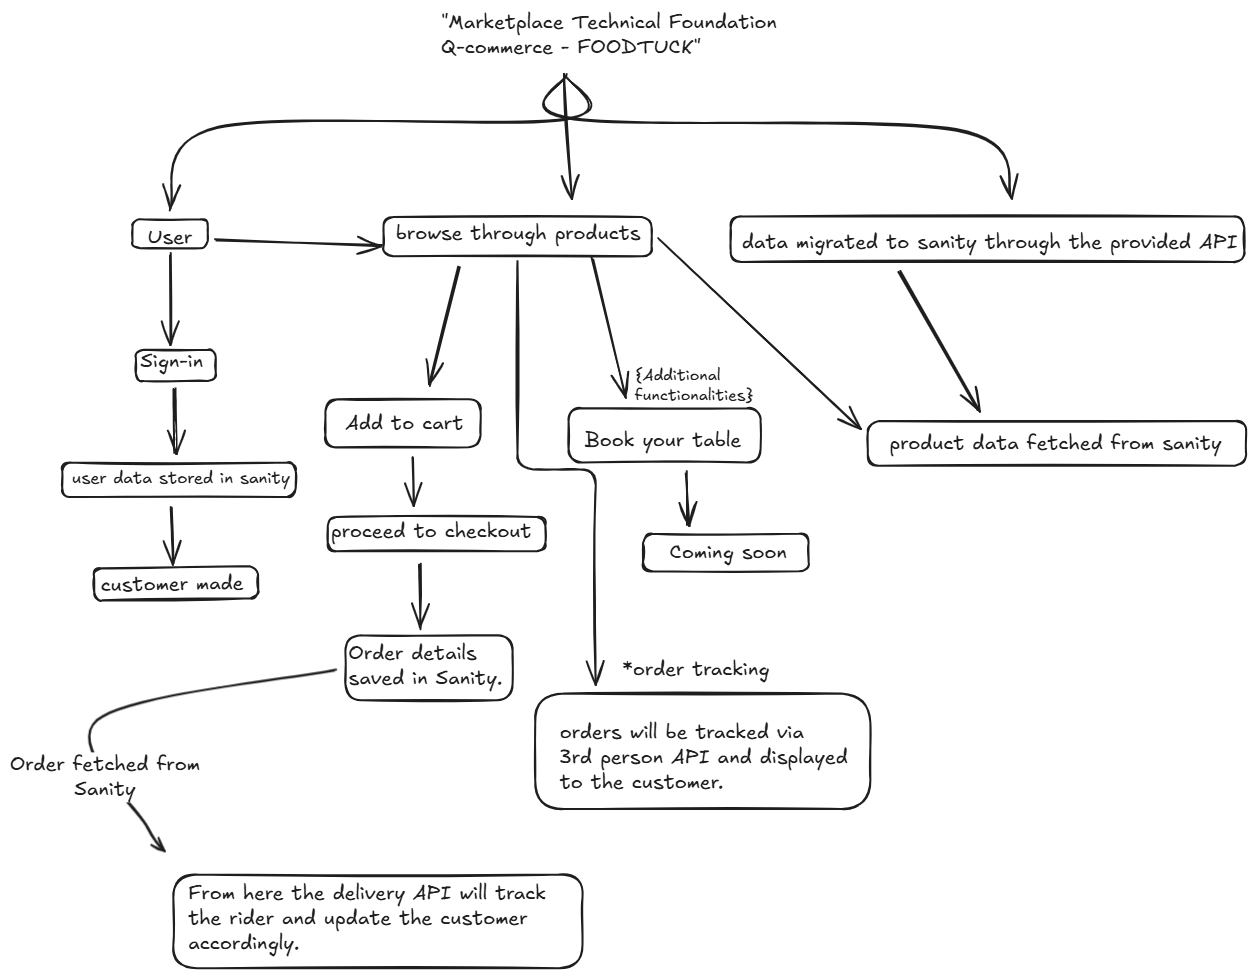 "Marketplace Technical Foundation
Q-commerce - FOODTUCK"
User
browse through products
data migrated to sanity through the provided API
Sign-in
{Additional
functionalities}
Add to cart
Book your table
product data fetched from sanity
user data stored in sanity
proceed to checkout
Coming soon
customer made
Order details
saved in Sanity.
*order tracking
orders will be tracked via
3rd person API and displayed
to the customer.
Order fetched from
Sanity
From here the delivery API will track
the rider and update the customer
accordingly.